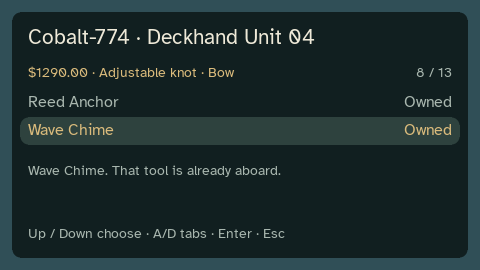 Cobalt-774 · Deckhand Unit 04
$1290.00 · Adjustable knot · Bow 8 / 13
Reed Anchor Owned
Wave Chime Owned
Wave Chime. That tool is already aboard.
Up / Down choose · A/D tabs · Enter · Esc